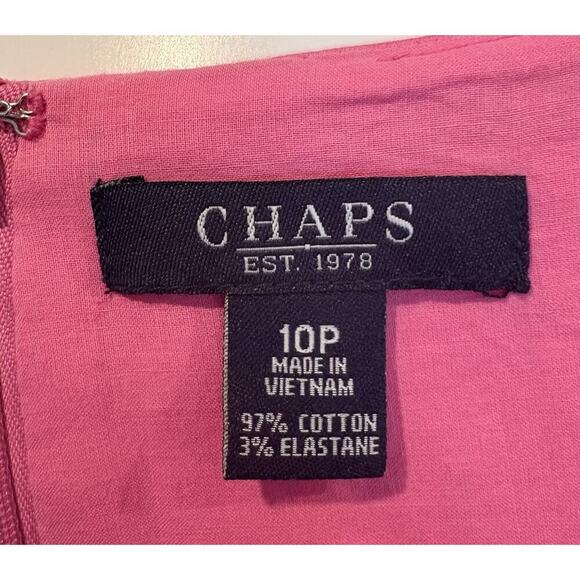 CHAPS
EST. 1978
10P
MADE IN
VIETNAM
97% COTTON
3% ELASTANE